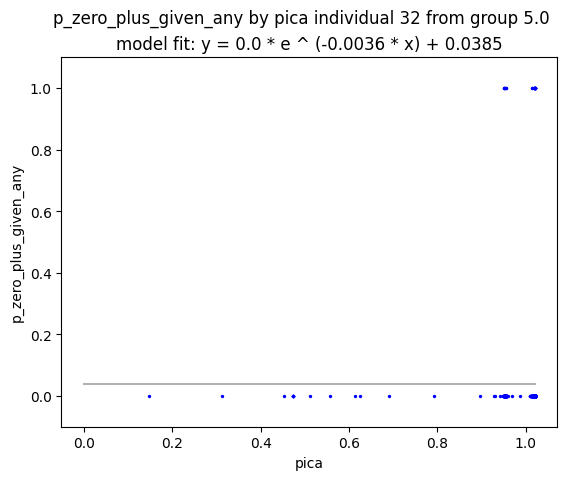 p_zero_plus_given_any by pica individual 32 from group 5.0
model fit: y = 0.0 * e ^ (-0.0036 * x) + 0.0385
1.0
0.8
0.6
0.4
0.2
0.0
p_zero_plus_given_any
0.0 0.2 0.4 0.6 0.8 1.0
pica